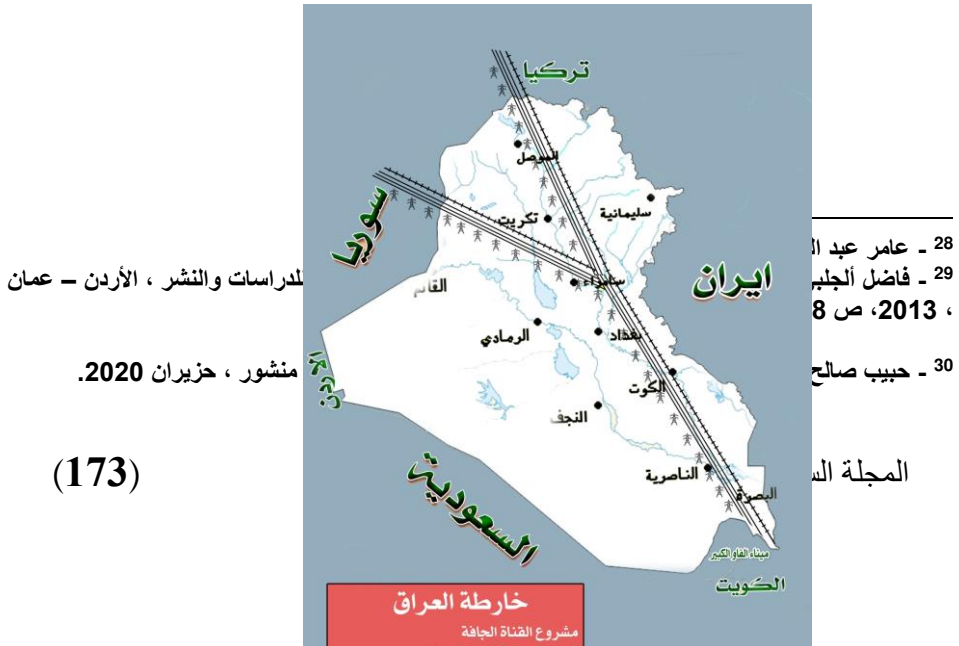 تركيا
الموصل
سليمانية
سوريا
تكريت
28 ـ عامر عبد
ايران
القائم
سامراء
29 ـ فاضل ألجلبي
للدراسات والنشر ، الأردن – عمان
، 2013، ص 8
الرمادي
بغداد
الاردن
30 ـ حبيب صالح
منشور ، حزيران 2020.
الكوت
النجف
السعودية
الناصرية
المجلة
(173)
البصرة
ميناء الفاو الكبير
الكويت
خارطة العراق
مشروع القناة الجافة